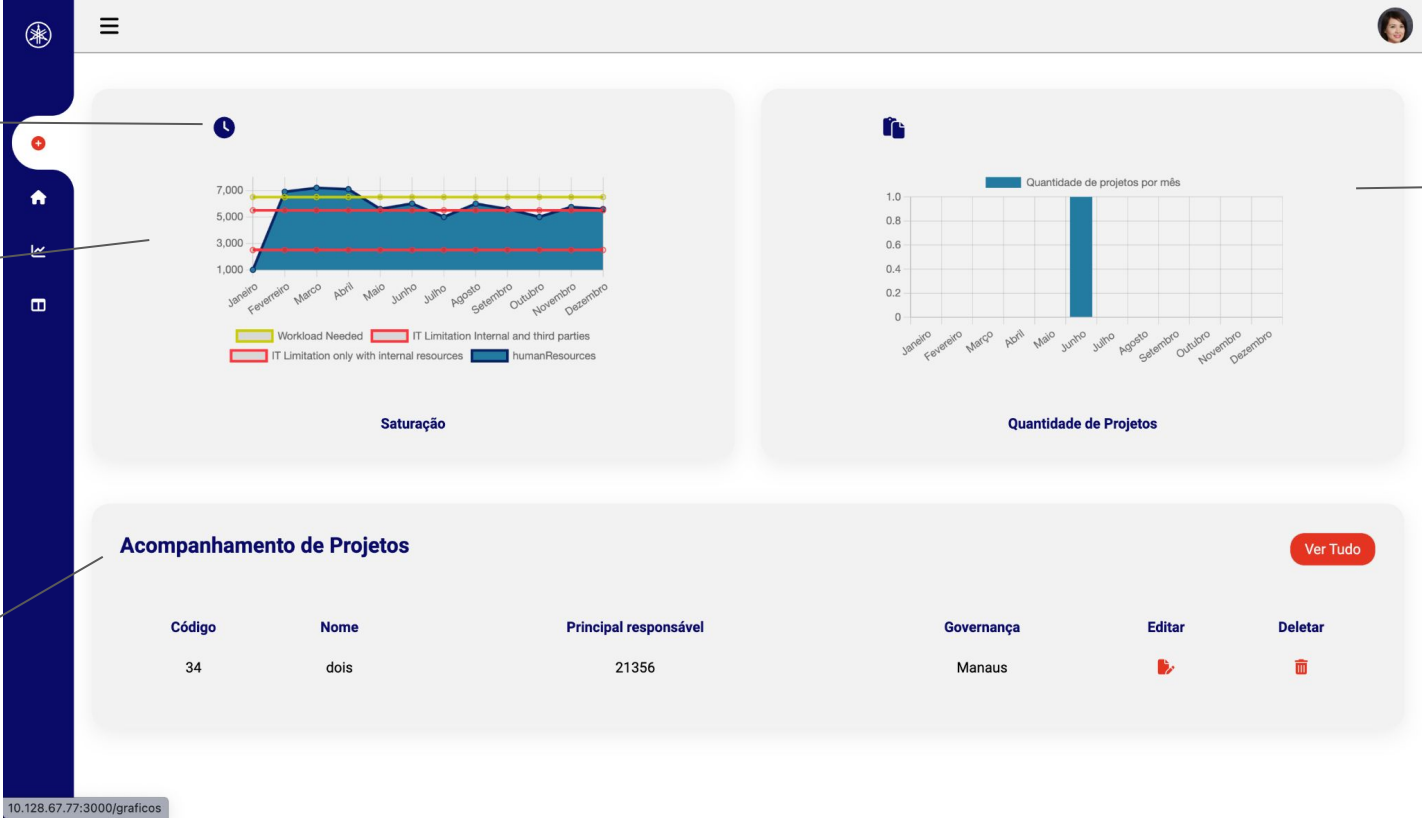 7,000
5,000
3,000
1,000
Janeiro
Fevereiro
Marco
Abril
Maio
Junho
Julho
Agosto
Setembro
Outubro
Novembro
Dezembro
Workload Needed IT Limitation Internal and third parties
IT Limitation only with internal resources humanResources
Saturação
Quantidade de projetos por mês
1.0
0.8
0.6
0.4
0.2
0
Janeiro
Fevereiro
Março
Abril
Maio
Junho
Julho
Agosto
Setembro
Outubro
Novembro
Dezembro
Quantidade de Projetos
Acompanhamento de Projetos
Ver Tudo
Código Nome Principal responsável Governança Editar Deletar
34 dois 21356 Manaus
10.128.67.77:3000/graficos